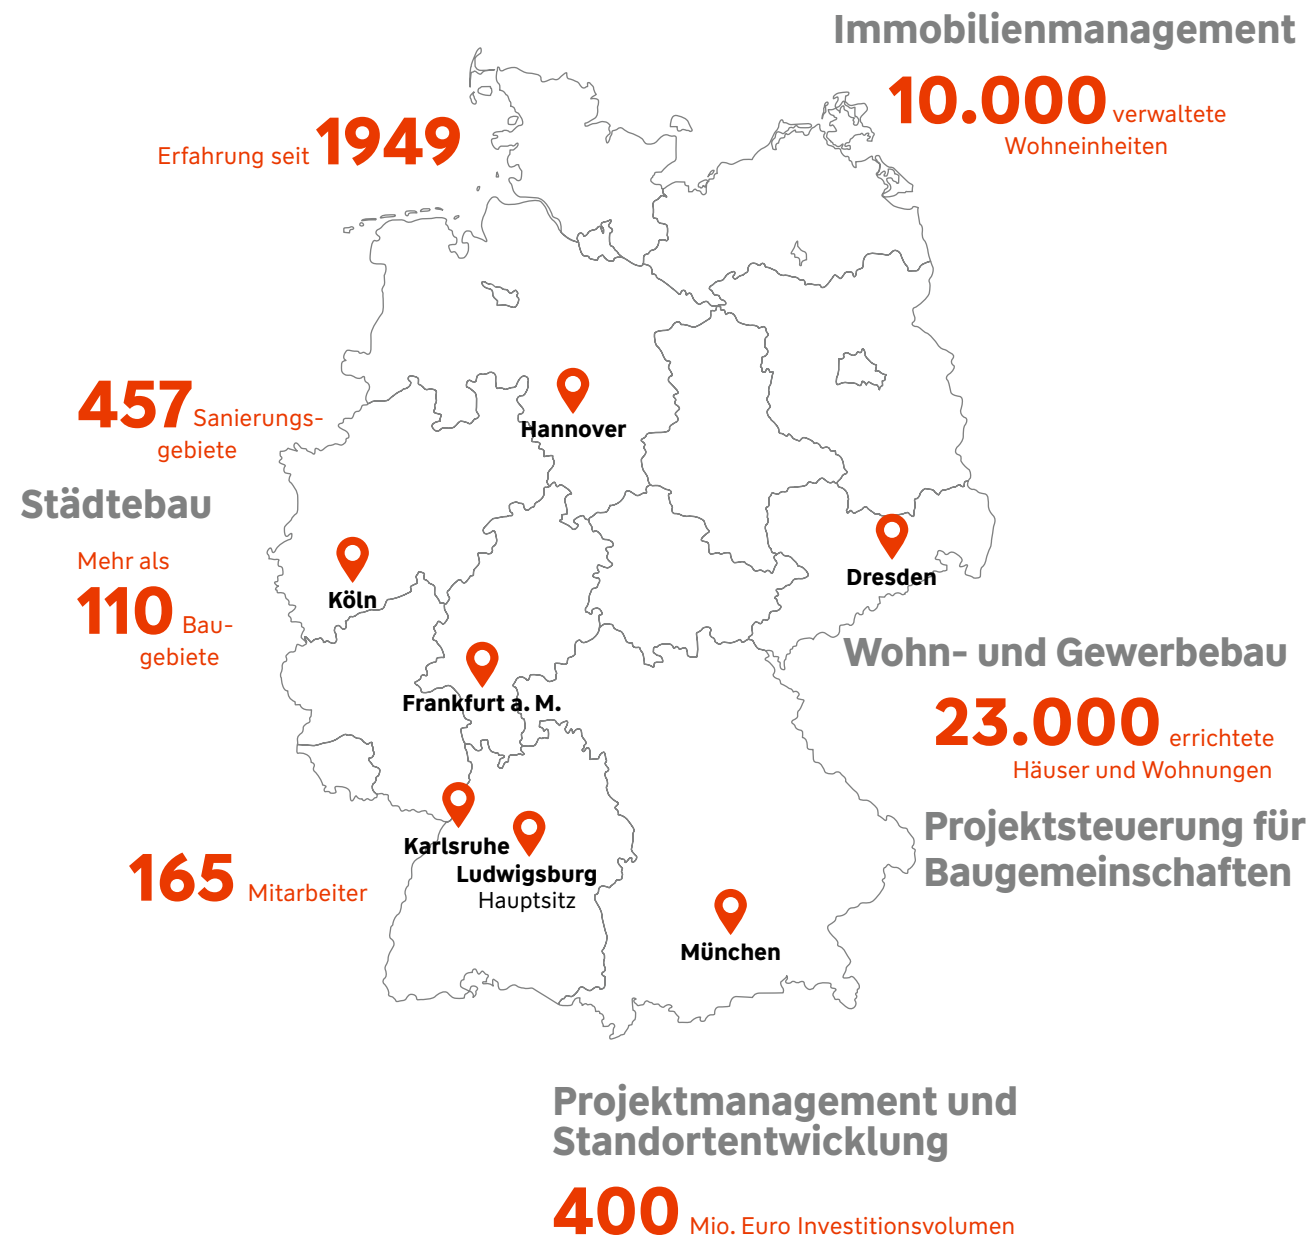 Immobilienmanagement
10.000 verwaltete
Wohneinheiten
Erfahrung seit 1949
457 Sanierungs-
gebiete
Hannover
Städtebau
Mehr als
110 Bau-
gebiete
Köln
Dresden
Wohn- und Gewerbebau
23.000 errichtete
Häuser und Wohnungen
Frankfurt a. M.
Projektsteuerung für
Baugemeinschaften
Karlsruhe
Ludwigsburg
Hauptsitz
165 Mitarbeiter
München
Projektmanagement und
Standortentwicklung
400 Mio. Euro Investitionsvolumen